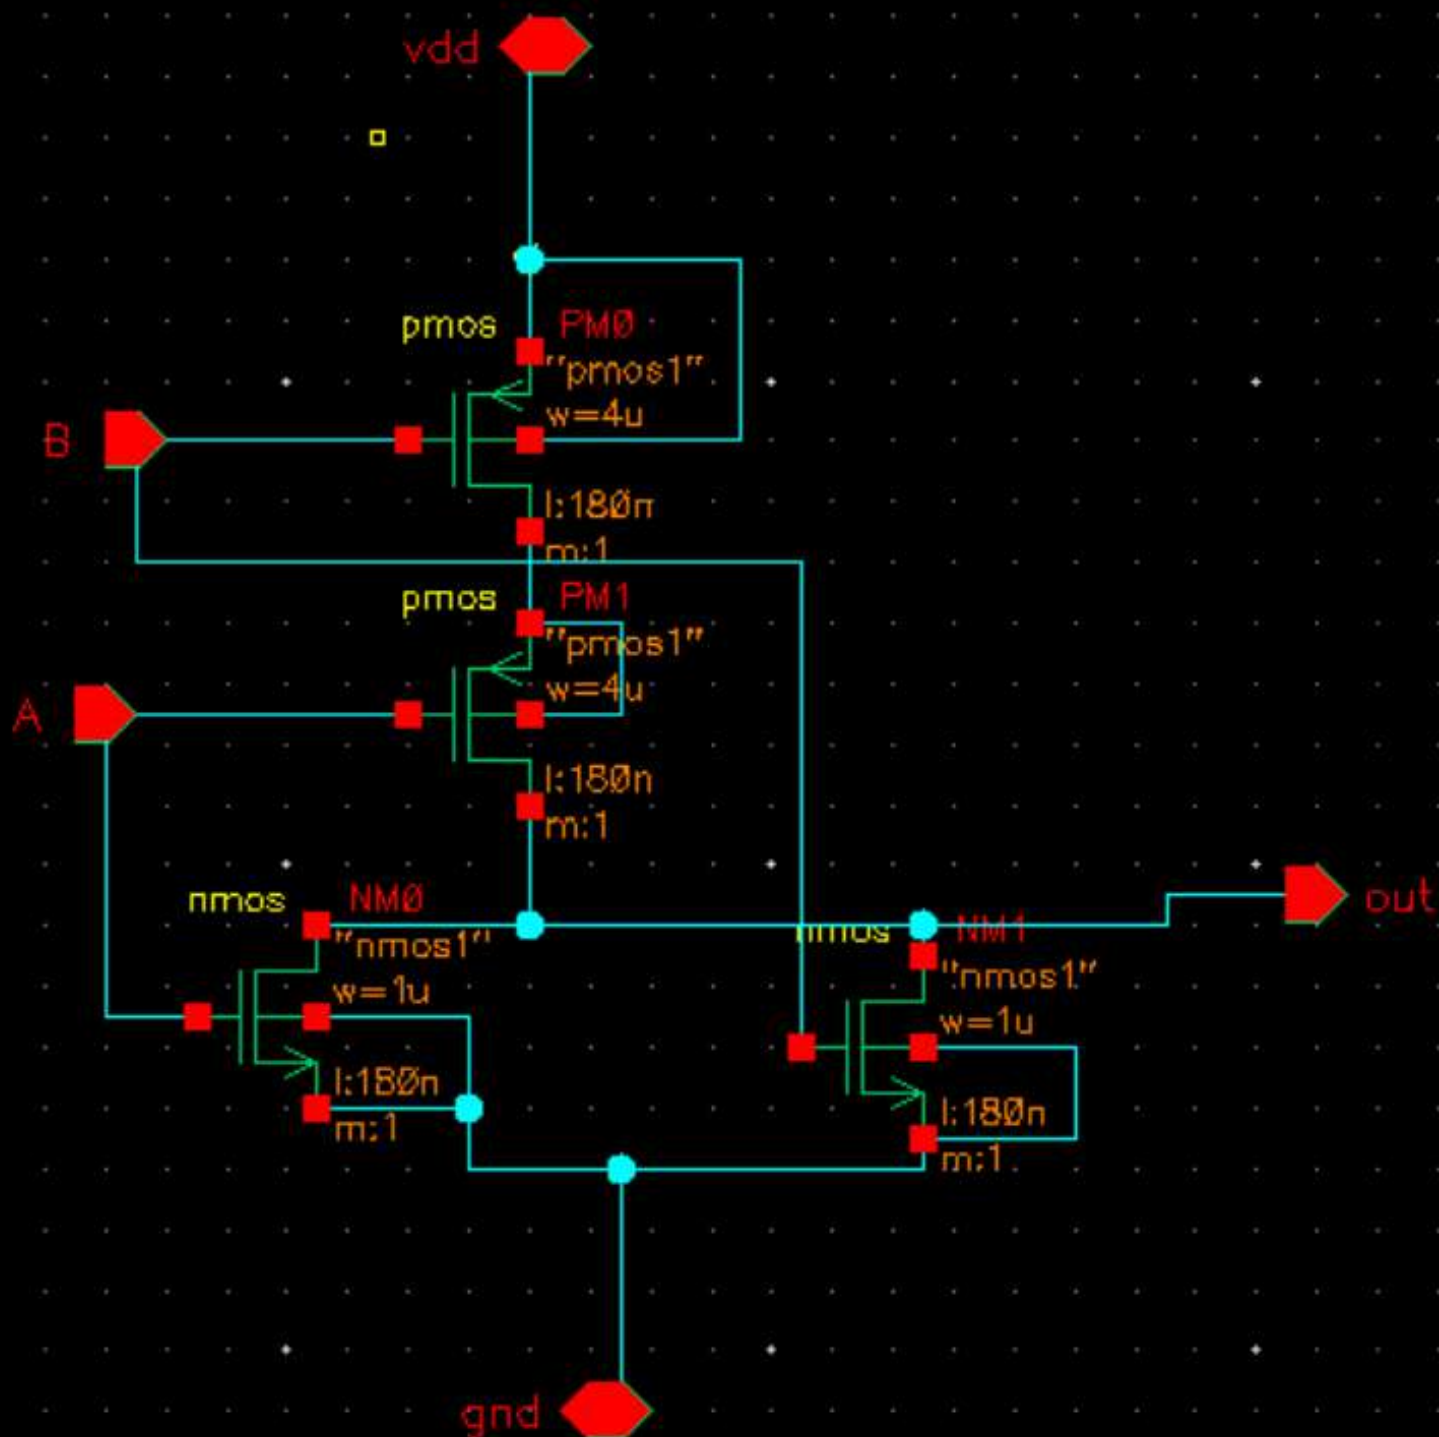 vdd
pmos
PM0
"pmos1"
w=4u
B
l:180n
m:1
pmos
PM1
"pmos1"
w=4u
A
l:180n
m:1
nmos
NM0
"nmos1"
w=1u
l:180n
m:1
nmos
NM1
"nmos1"
w=1u
l:180n
m:1
out
gnd